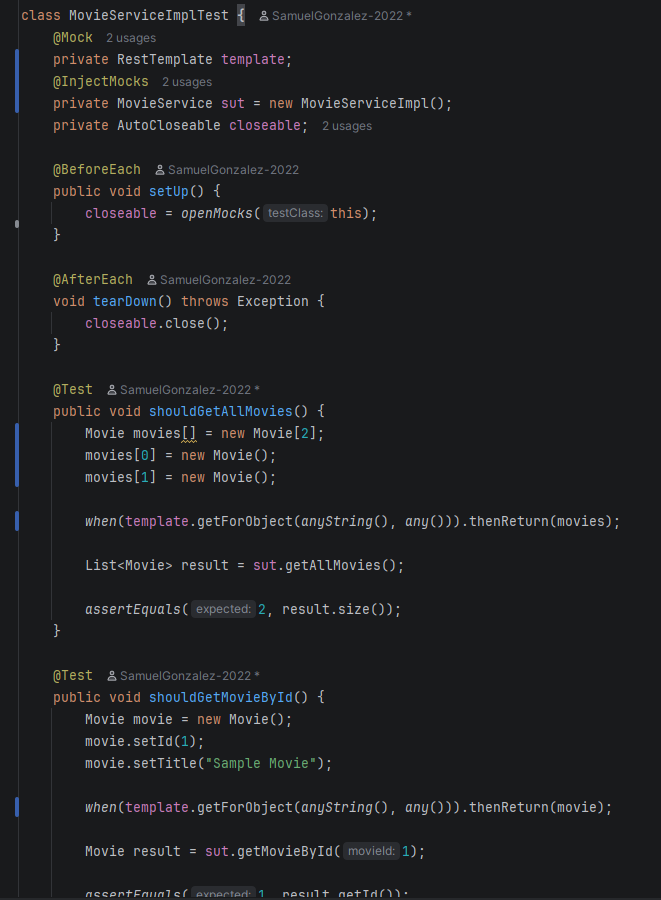 class MovieServiceImplTest { SamuelGonzalez-2022 *
@Mock 2 usages
private RestTemplate template;
@InjectMocks 2 usages
private MovieService sut = new MovieServiceImpl();
private AutoCloseable closeable; 2 usages
@BeforeEach SamuelGonzalez-2022
public void setUp() {
closeable = openMocks( testClass: this);
}
@AfterEach SamuelGonzalez-2022
void tearDown() throws Exception {
closeable.close();
}
@Test SamuelGonzalez-2022 *
public void shouldGetAllMovies() {
Movie movies[] = new Movie[2];
movies[0] = new Movie();
movies[1] = new Movie();
when(template.getForObject(anyString(), any())).thenReturn(movies);
List<Movie> result = sut.getAllMovies();
assertEquals( expected: 2, result.size());
}
@Test SamuelGonzalez-2022 *
public void shouldGetMovieById() {
Movie movie = new Movie();
movie.setId(1);
movie.setTitle("Sample Movie");
when(template.getForObject(anyString(), any())).thenReturn(movie);
Movie result = sut.getMovieById( movieId: 1);
assertEquals( expected: 1, result.getId());